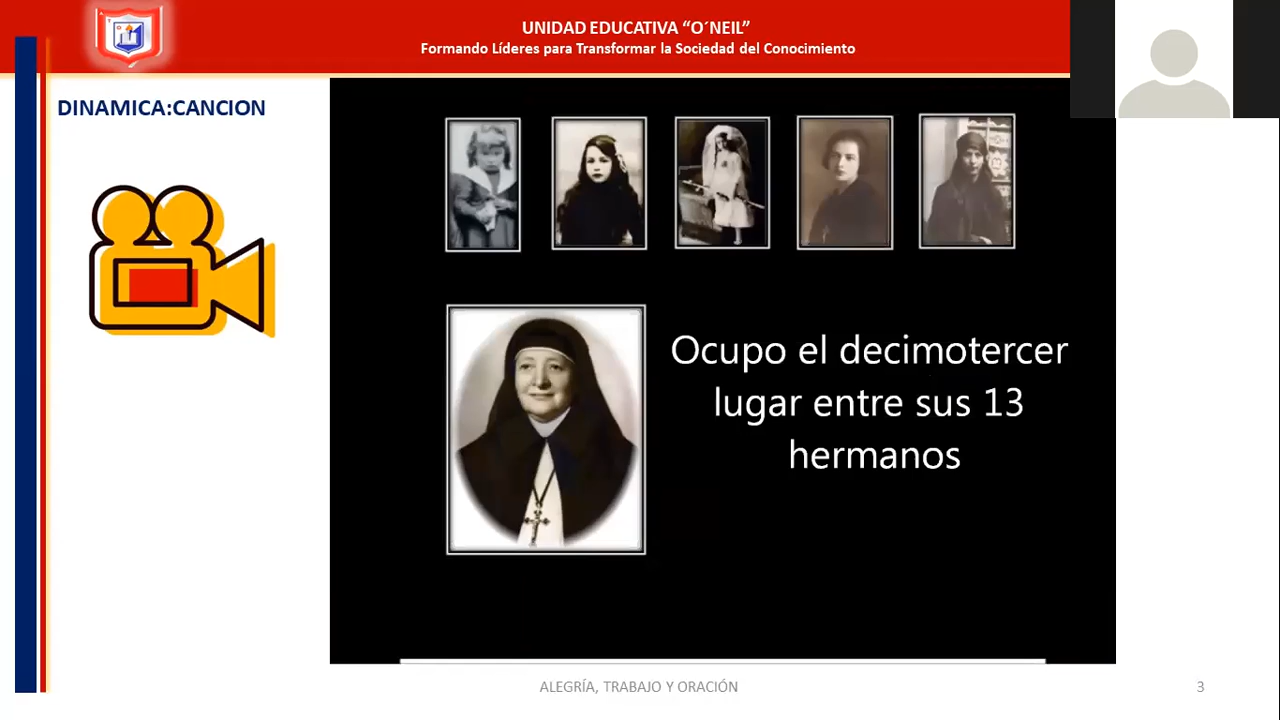 UNIDAD EDUCATIVA “O´NEIL”
Formando Líderes para Transformar la Sociedad del Conocimiento
DINAMICA:CANCION
Ocupo el decimotercer
lugar entre sus 13
hermanos
ALEGRÍA, TRABAJO Y ORACIÓN
3